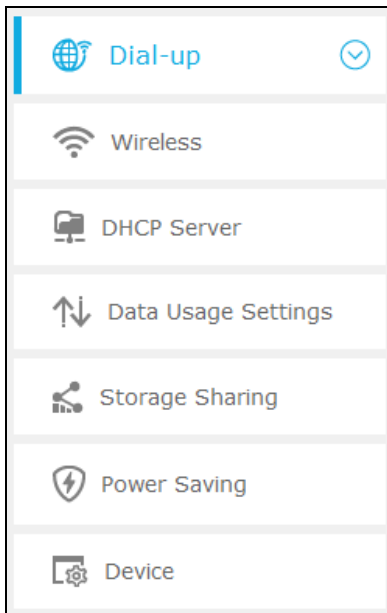 Dial-up
Wireless
DHCP Server
Data Usage Settings
Storage Sharing
Power Saving
Device